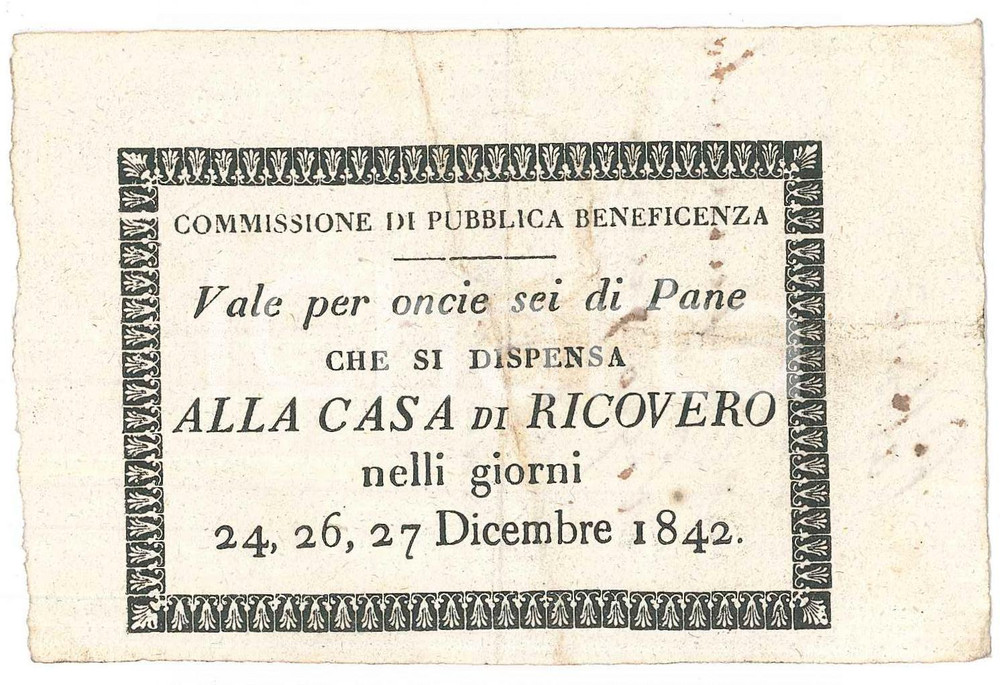 COMMISSIONE DI PUBBLICA BENEFICENZA
Vale per oncie sei di Pane
CHE SI DISPENSA
ALLA CASA DI RICOVERO
nelli giorni
24, 26, 27 Dicembre 1842.